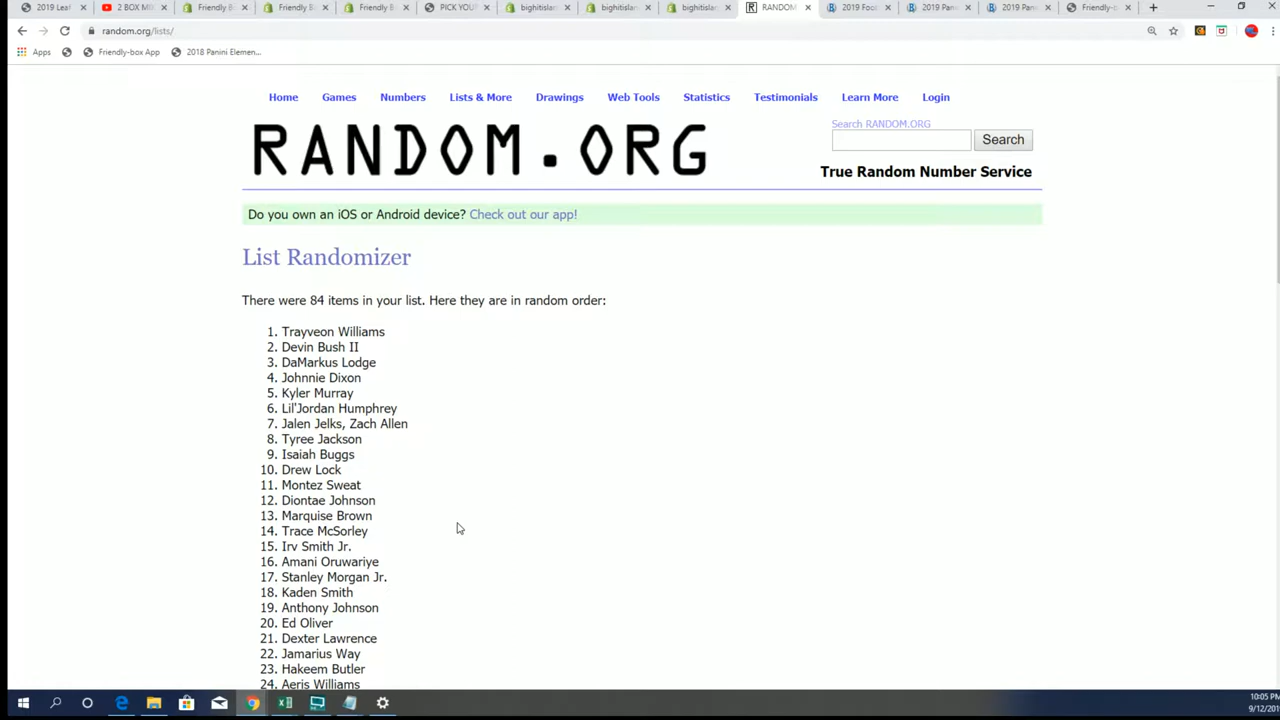 2019 Leaf
2 BOX MI
Friendly B
Friendly B
Friendly B
PICK YOU
bighitislan
bighitislan
bighitislan
RANDOM
2019 Foo
2019 Pan
2019 Pan
Friendly-
random.org/lists/
Apps
Friendly-box App
2018 Panini Elemen...
Home Games Numbers Lists & More Drawings Web Tools Statistics Testimonials Learn More Login
RANDOM.ORG
Search RANDOM.ORG
Search
True Random Number Service
Do you own an iOS or Android device? Check out our app!
List Randomizer
There were 84 items in your list. Here they are in random order:
1. Trayveon Williams
2. Devin Bush II
3. DaMarkus Lodge
4. Johnnie Dixon
5. Kyler Murray
6. Lil'Jordan Humphrey
7. Jalen Jelks, Zach Allen
8. Tyree Jackson
9. Isaiah Buggs
10. Drew Lock
11. Montez Sweat
12. Diontae Johnson
13. Marquise Brown
14. Trace McSorley
15. Irv Smith Jr.
16. Amani Oruwariye
17. Stanley Morgan Jr.
18. Kaden Smith
19. Anthony Johnson
20. Ed Oliver
21. Dexter Lawrence
22. Jamarius Way
23. Hakeem Butler
24. Aeris Williams
10:05 PM
9/12/201